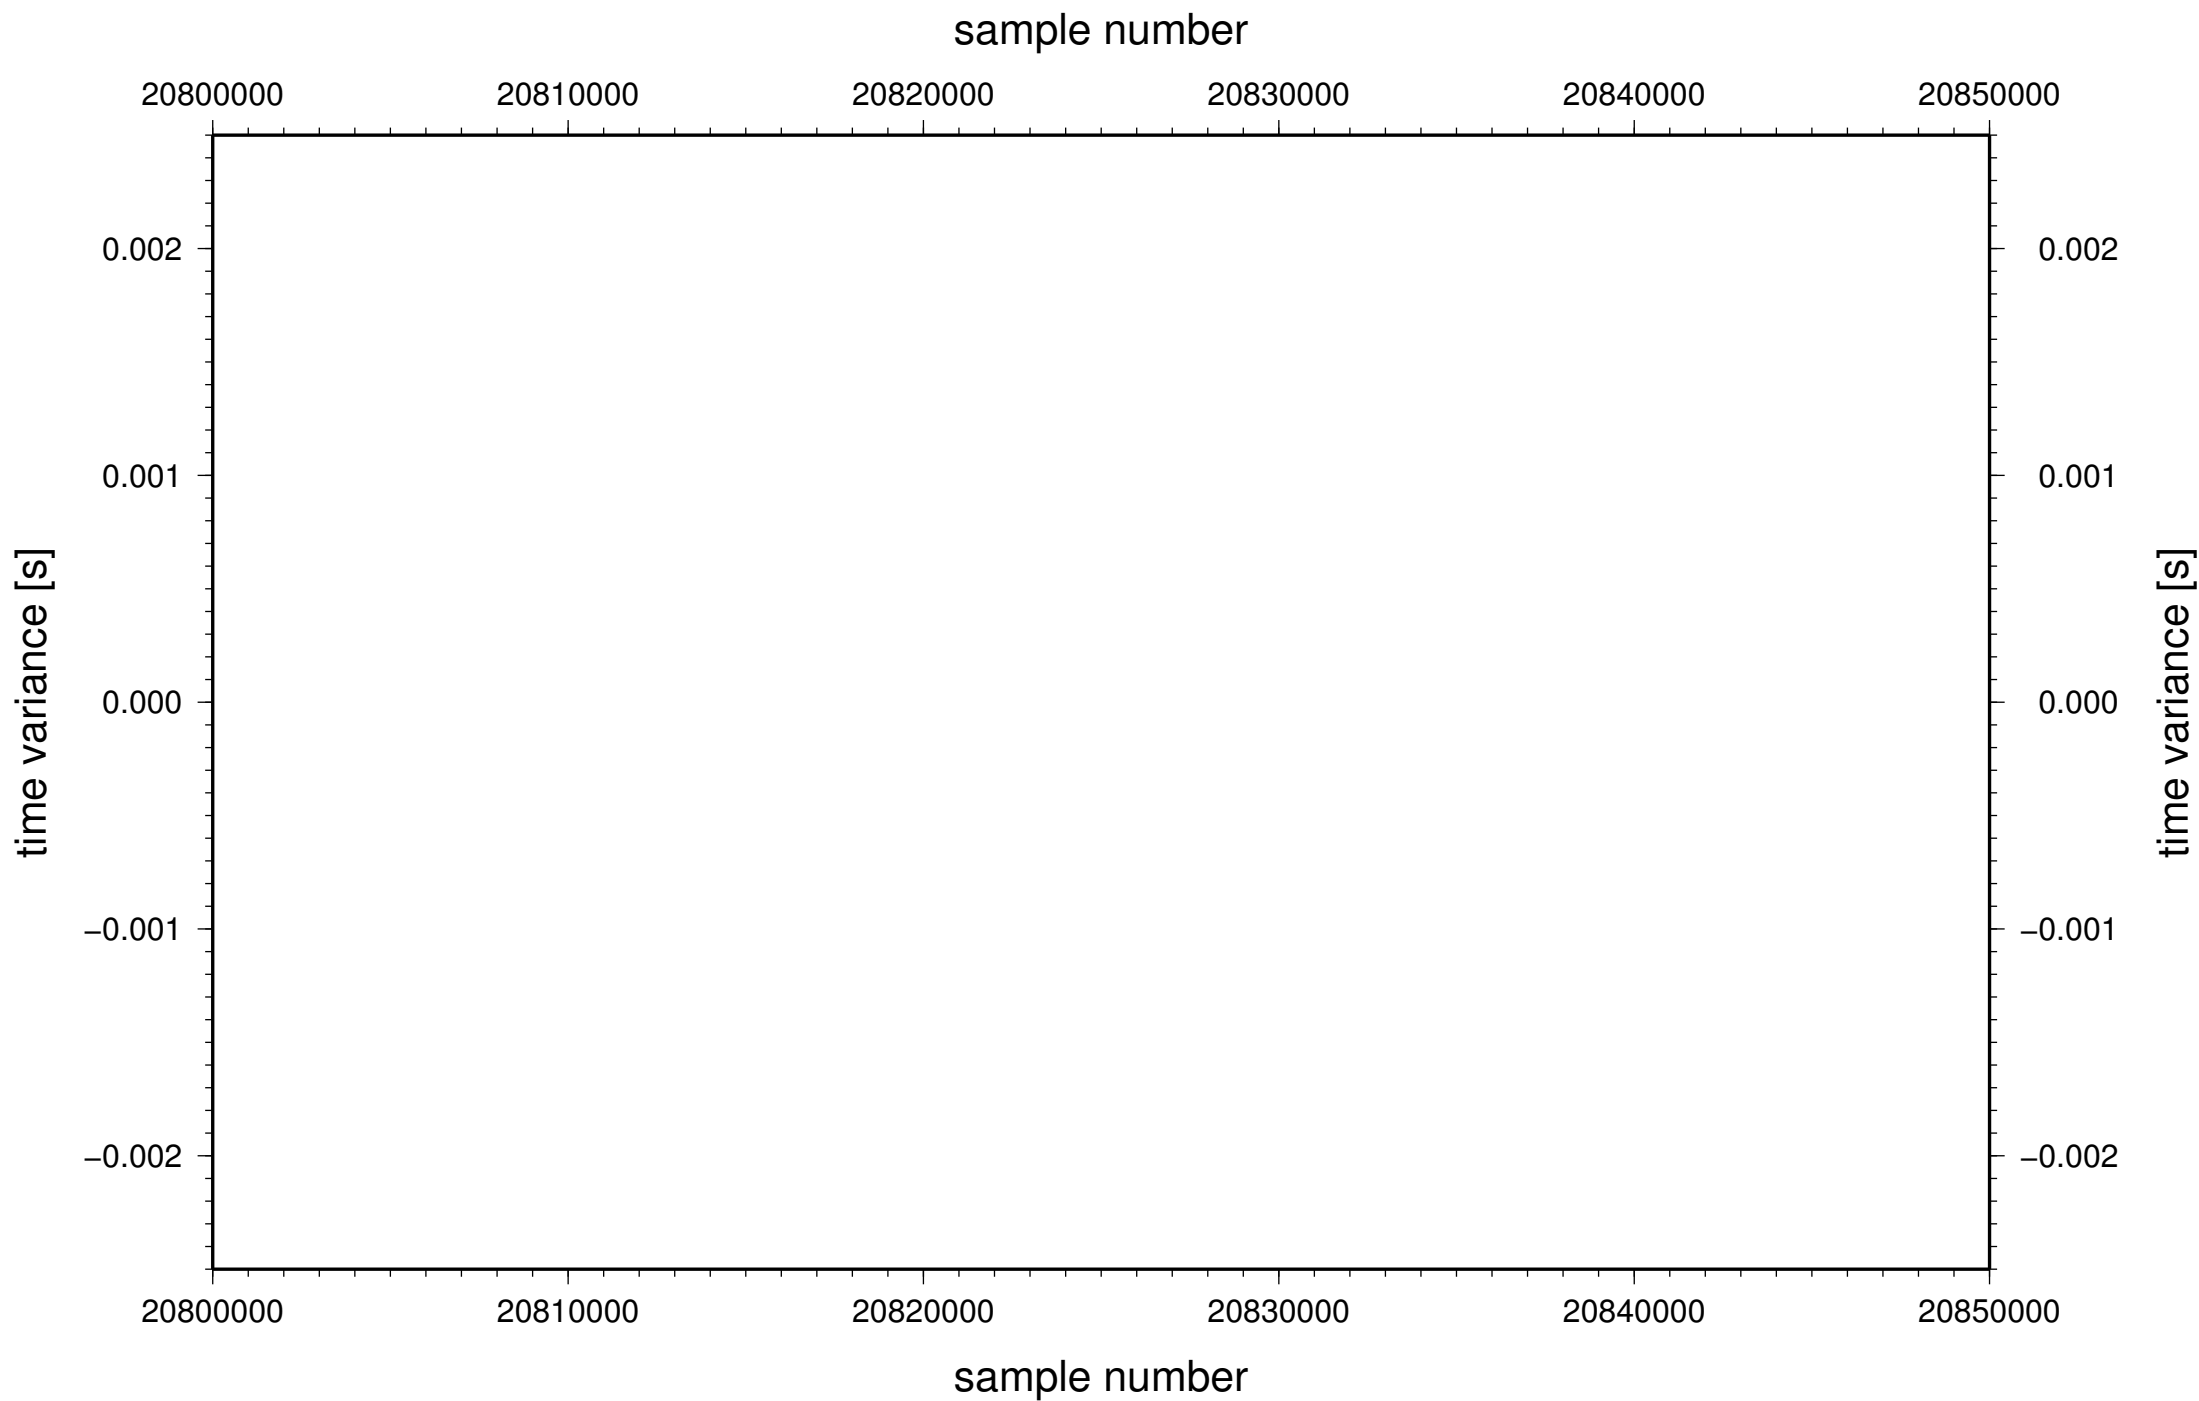 sample number
20800000 20810000 20820000 20830000 20840000 20850000
0.002 0.002
0.001 0.001
0.000 0.000
−0.001 −0.001
−0.002 −0.002
time variance [s]
time variance [s]
20800000 20810000 20820000 20830000 20840000 20850000
sample number